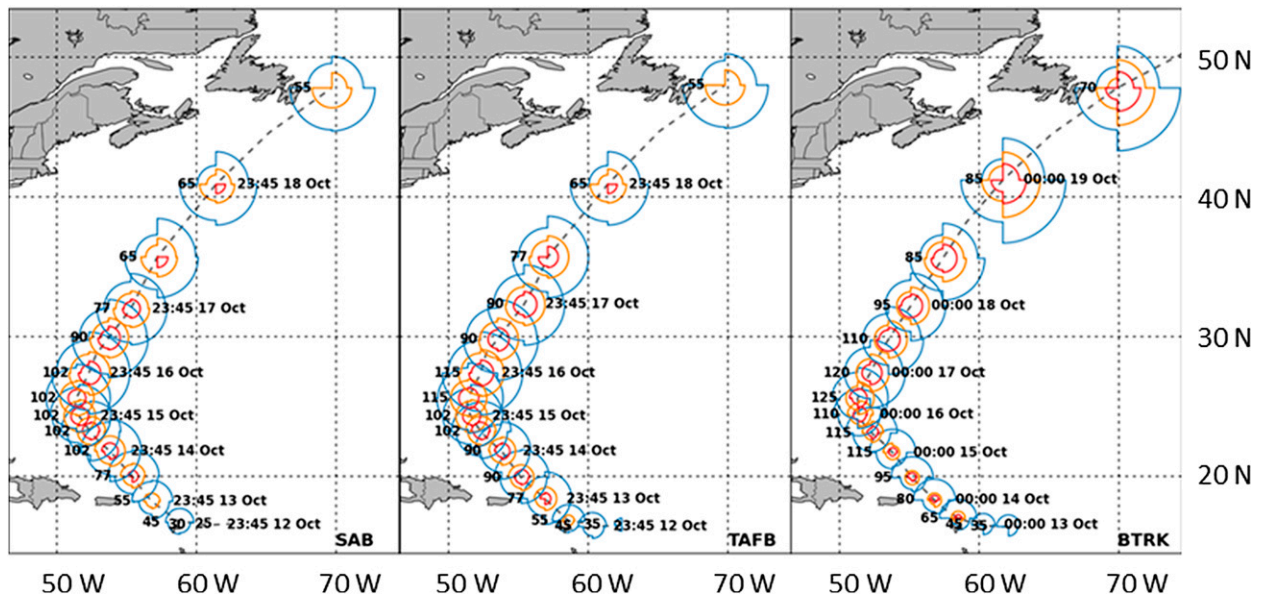 55
65
23:45 18 Oct
65
77
23:45 17 Oct
90
102
23:45 16 Oct
102
102
23:45 15 Oct
102
102
23:45 14 Oct
77
55
23:45 13 Oct
45
30
25
23:45 12 Oct
SAB
55
65
23:45 18 Oct
77
90
23:45 17 Oct
90
115
23:45 16 Oct
115
102
23:45 15 Oct
102
90
23:45 14 Oct
90
77
23:45 13 Oct
55
45
35
23:45 12 Oct
TAFB
70
85
00:00 19 Oct
85
95
00:00 18 Oct
110
120
00:00 17 Oct
125
110
00:00 16 Oct
115
115
00:00 15 Oct
95
80
00:00 14 Oct
65
45
35
00:00 13 Oct
BTRK
50 N
40 N
30 N
20 N
50 W 60 W 70 W 50 W 60 W 70 W 50 W 60 W 70 W